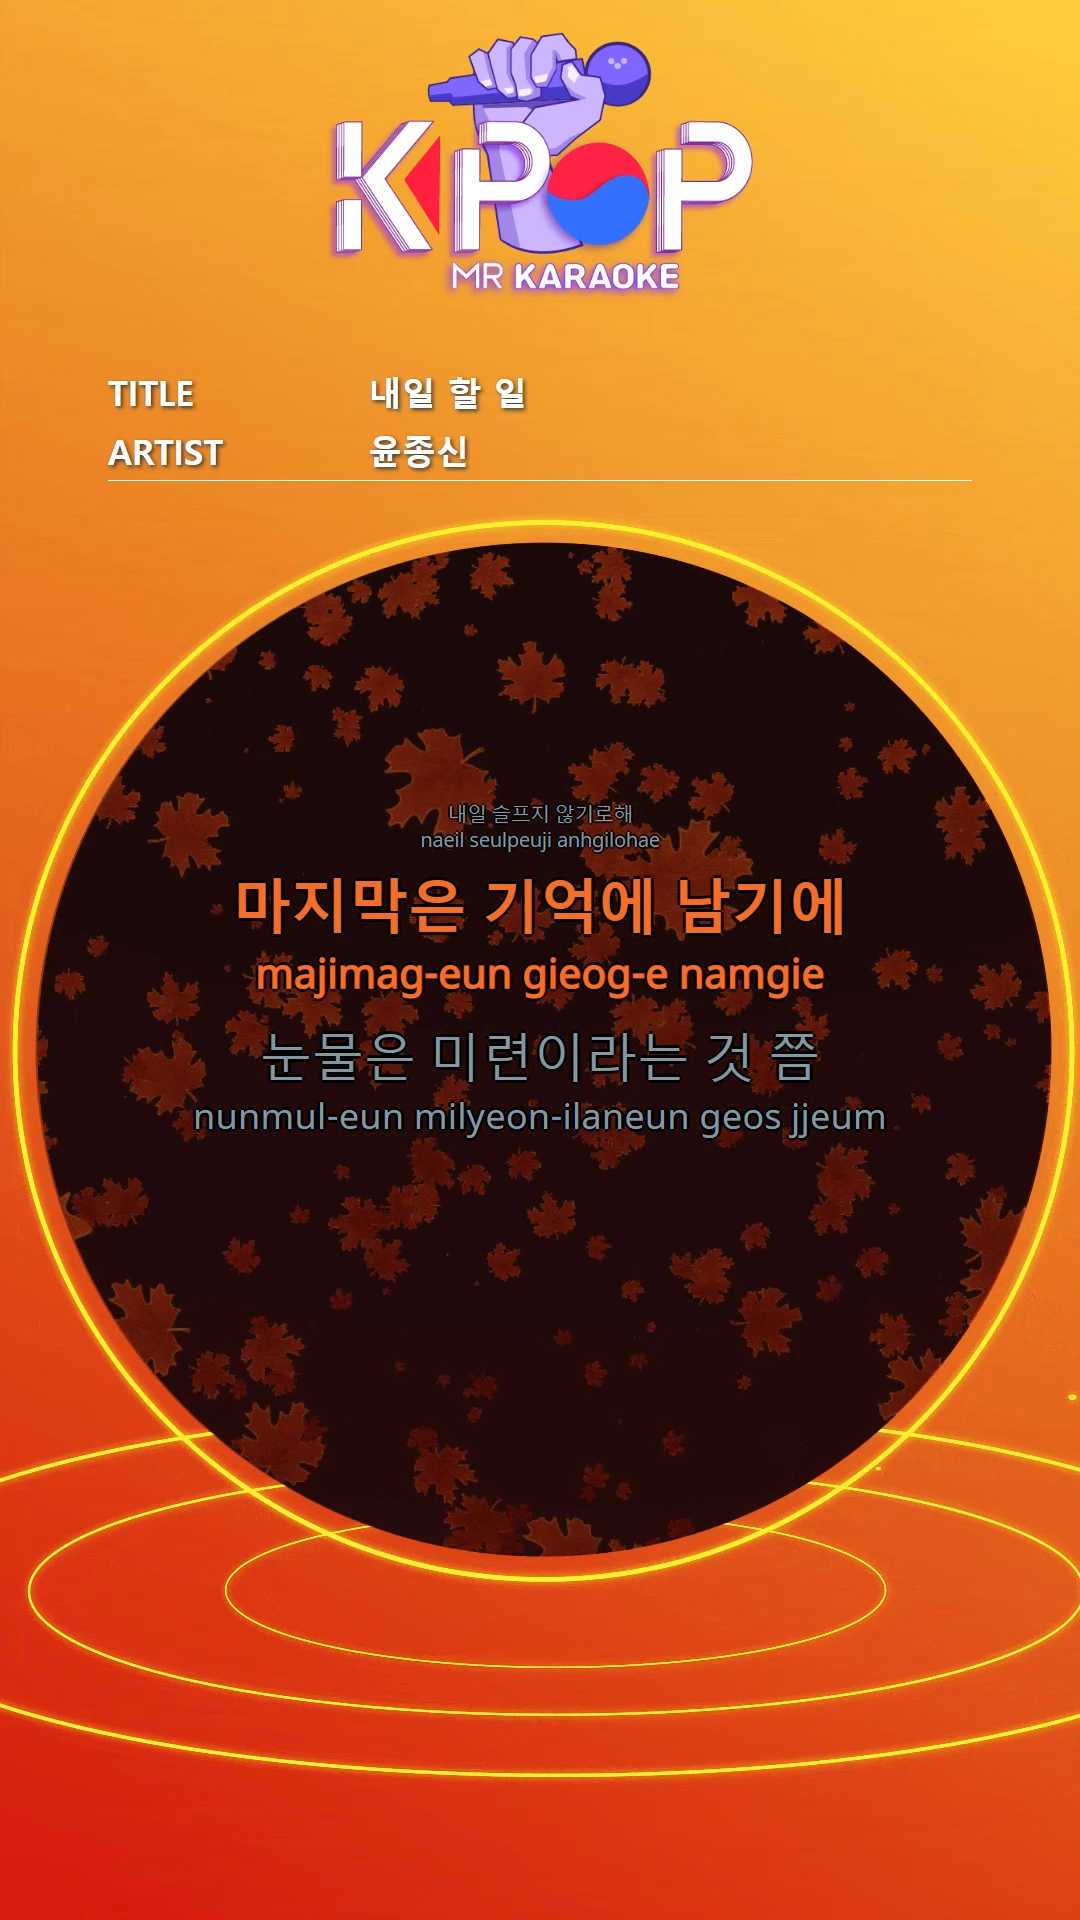 KPOP
MR KARAOKE
TITLE 내일 할 일
ARTIST 윤종신
내일 슬프지 않기로해
naeil seulpeuji anhgilohae
마지막은 기억에 남기에
majimag-eun gieog-e namgie
눈물은 미련이라는 것 쯤
nunmul-eun milyeon-ilaneun geos jjeum